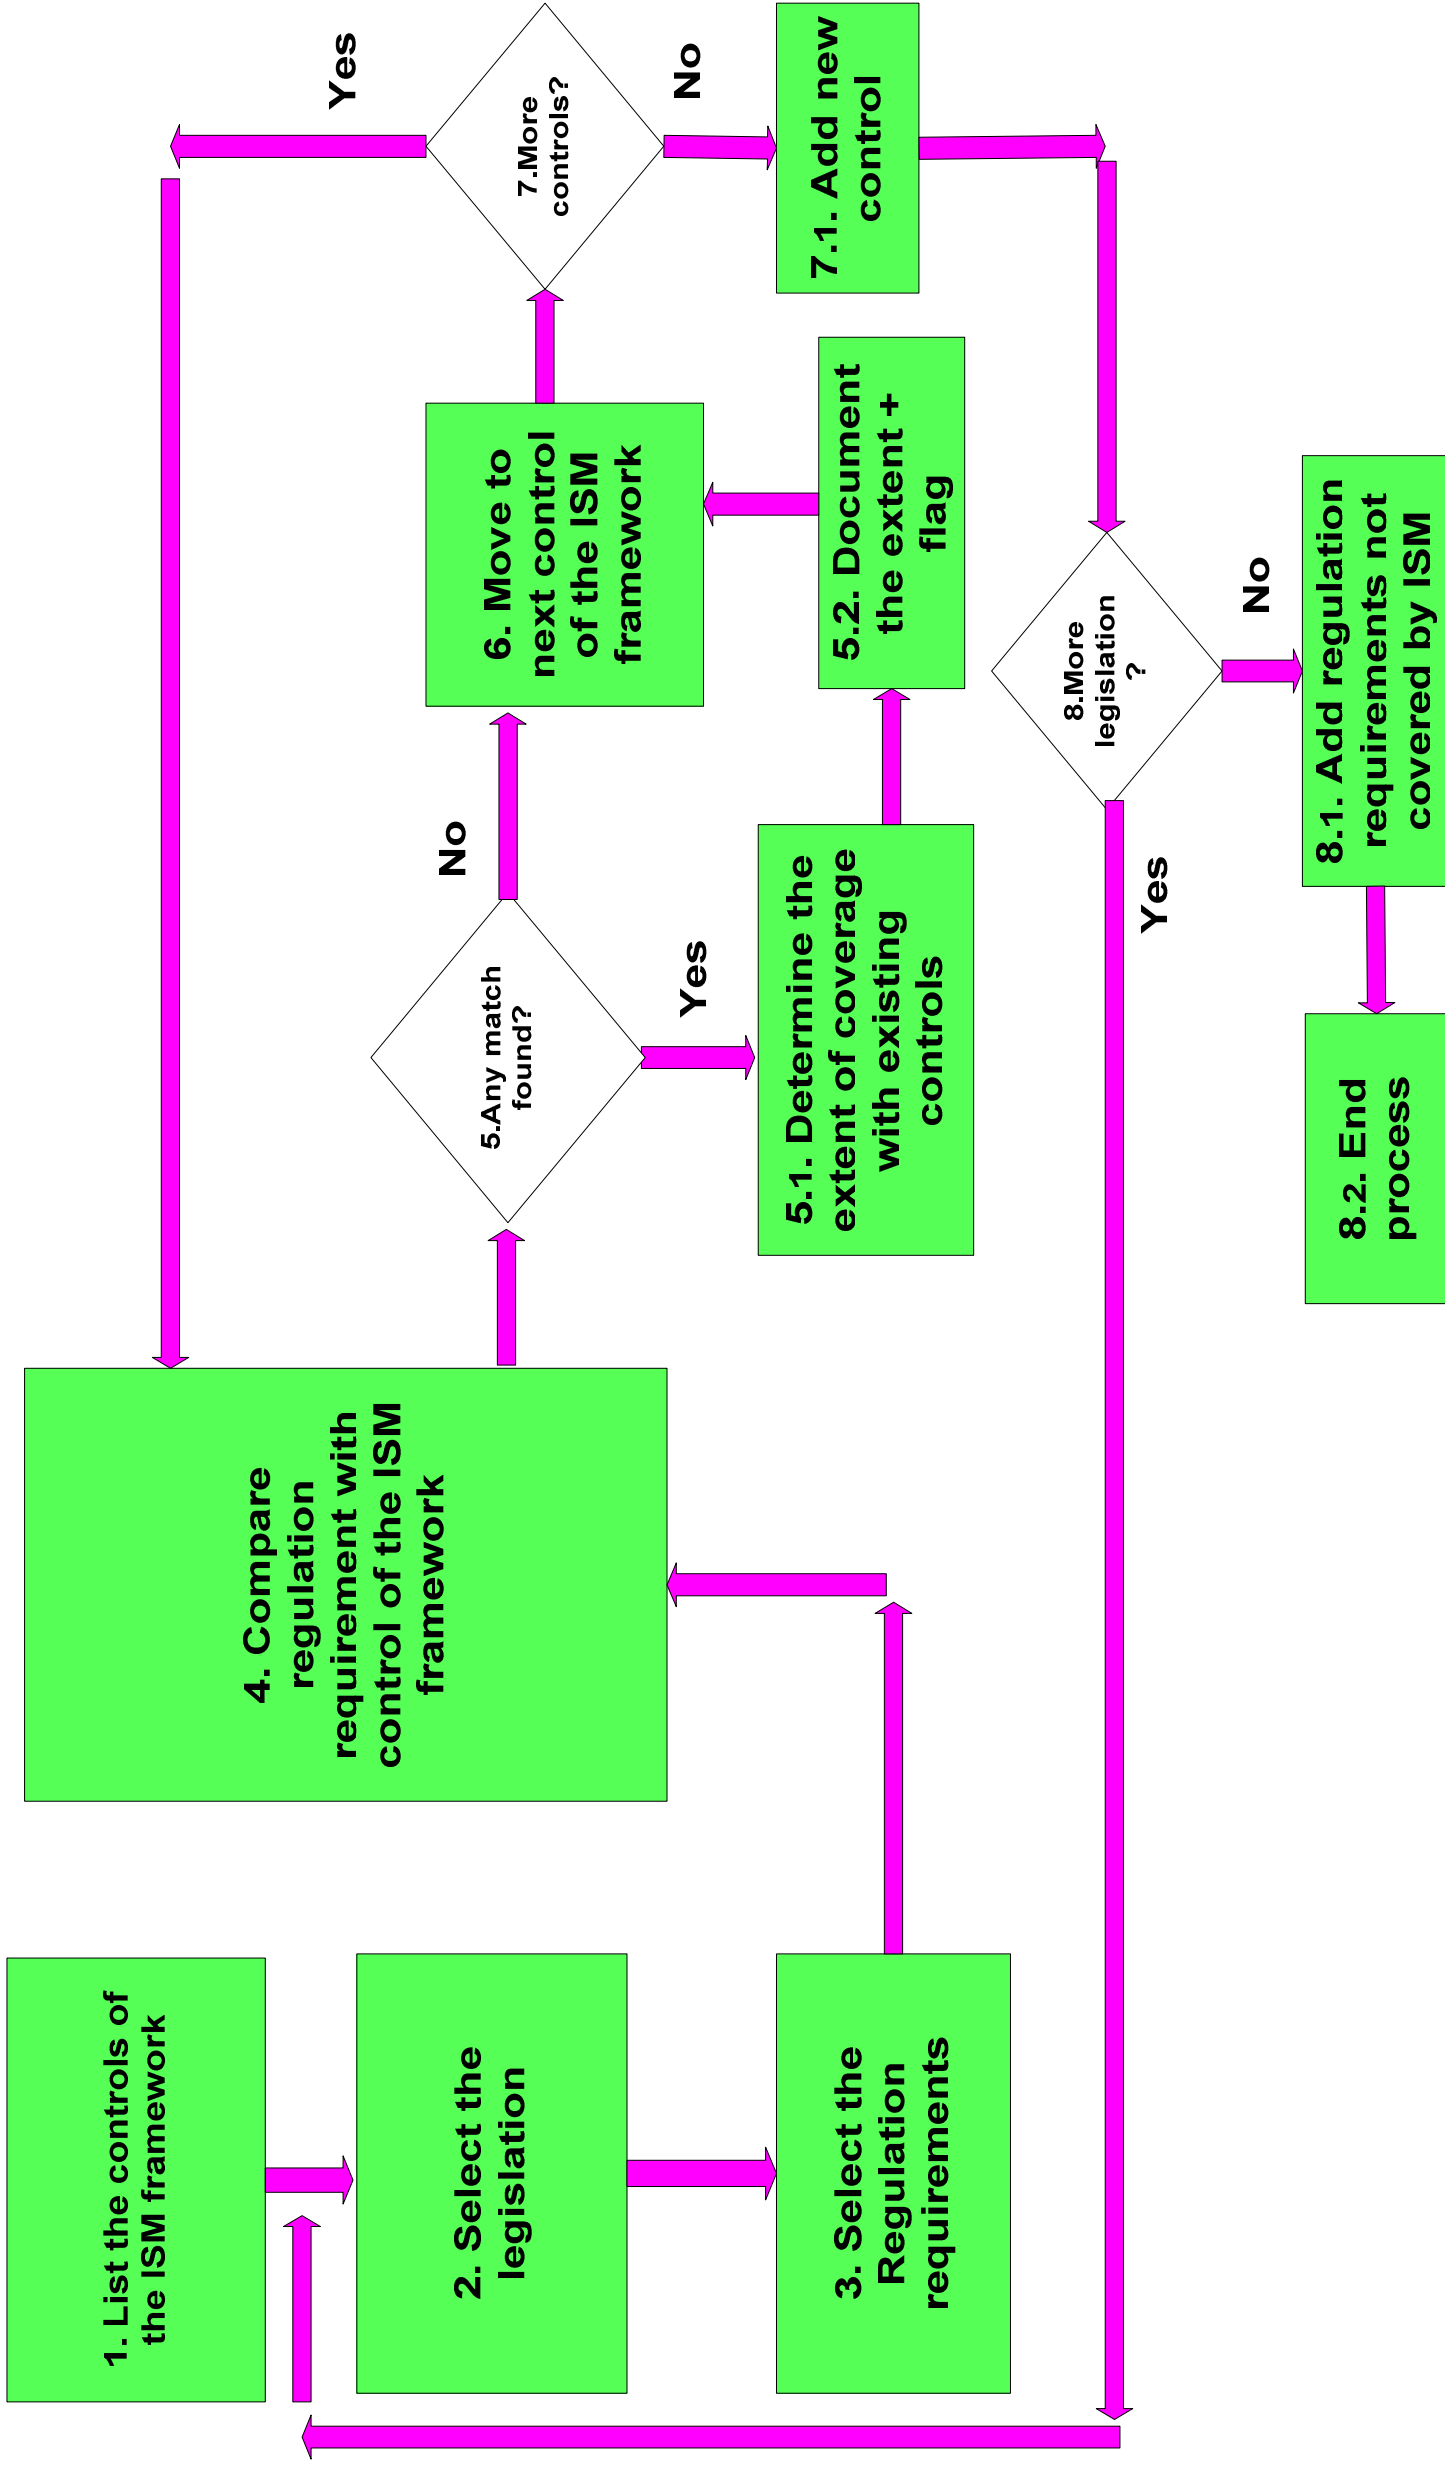 1. List the controls of
the ISM framework
2. Select the
legislation
3. Select the
Regulation
requirements
4. Compare
regulation
requirement with
control of the ISM
framework
5.Any match
found?
No
Yes
5.1. Determine the
extent of coverage
with existing
controls
5.2. Document
the extent +
flag
6. Move to
next control
of the ISM
framework
7.More
controls?
Yes
No
7.1. Add new
control
8.More
legislation
?
Yes
No
8.1. Add regulation
requirements not
covered by ISM
8.2. End
process